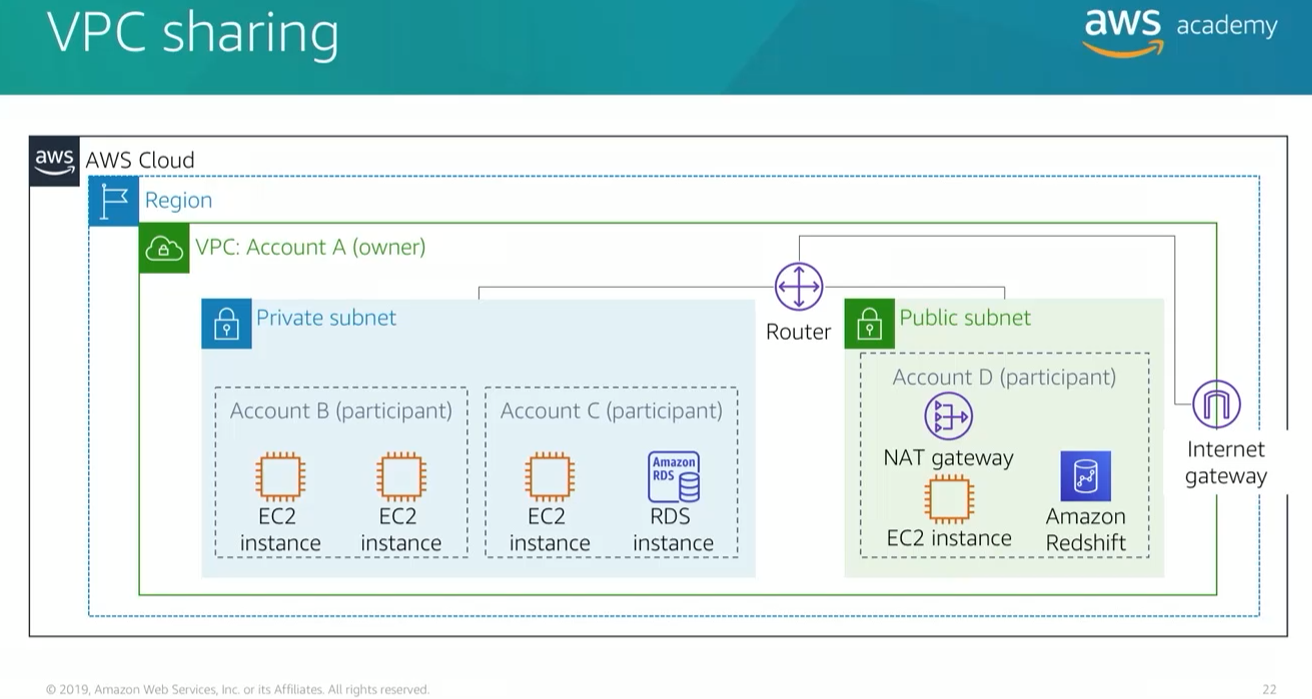 VPC sharing
aws academy
aws
AWS Cloud
Region
VPC: Account A (owner)
Private subnet
Router
Public subnet
Account B (participant)
EC2
instance
EC2
instance
Account C (participant)
EC2
instance
Amazon
RDS
RDS
instance
Account D (participant)
NAT gateway
EC2 instance
Amazon
Redshift
Internet
gateway
© 2019, Amazon Web Services, Inc. or its Affiliates. All rights reserved.
22